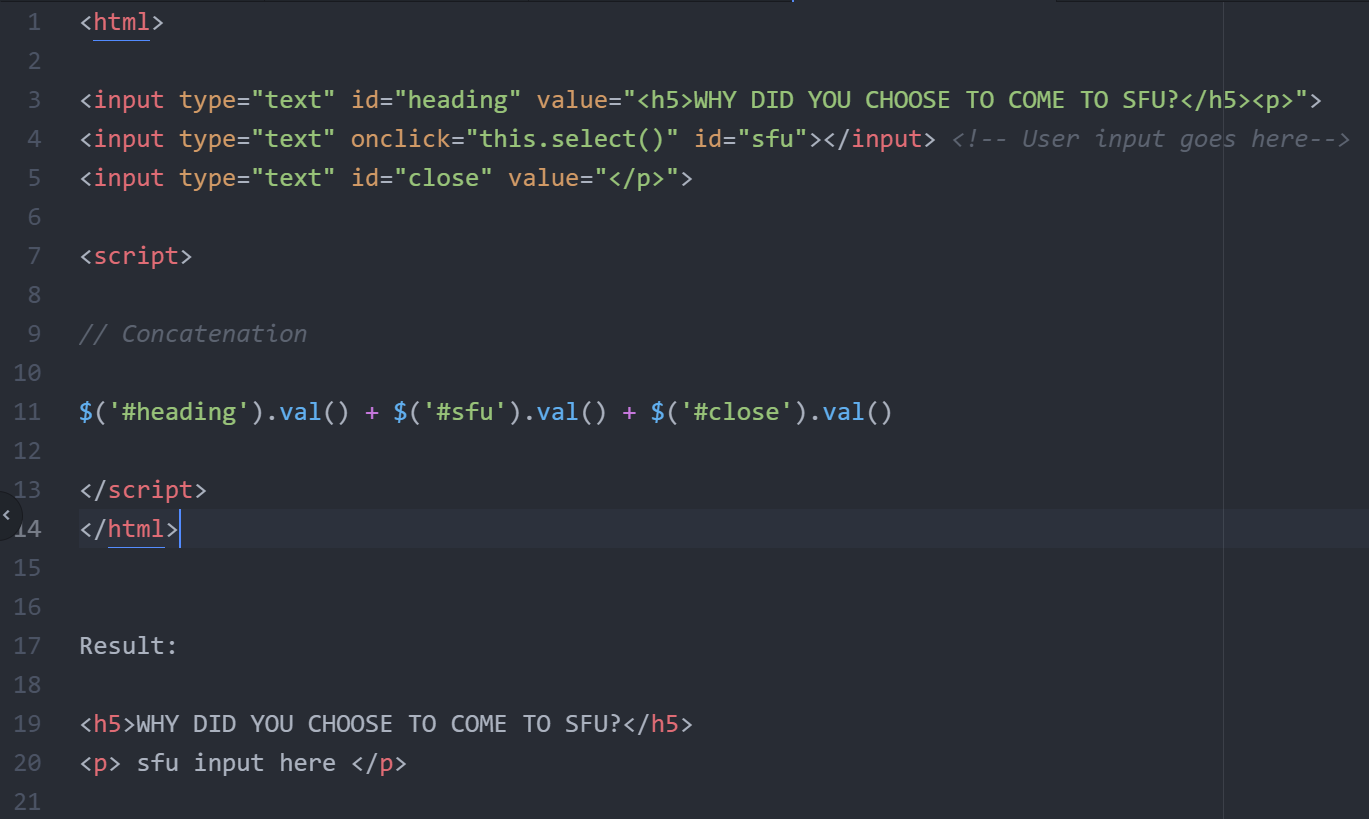 1 <html>
2
3 <input type="text" id="heading" value="<h5>WHY DID YOU CHOOSE TO COME TO SFU?</h5><p>">
4 <input type="text" onclick="this.select()" id="sfu"></input> <!-- User input goes here-->
5 <input type="text" id="close" value="</p>">
6
7 <script>
8
9 // Concatenation
10
11 $('#heading').val() + $('#sfu').val() + $('#close').val()
12
13 </script>
14 </html>
15
16
17 Result:
18
19 <h5>WHY DID YOU CHOOSE TO COME TO SFU?</h5>
20 <p> sfu input here </p>
21